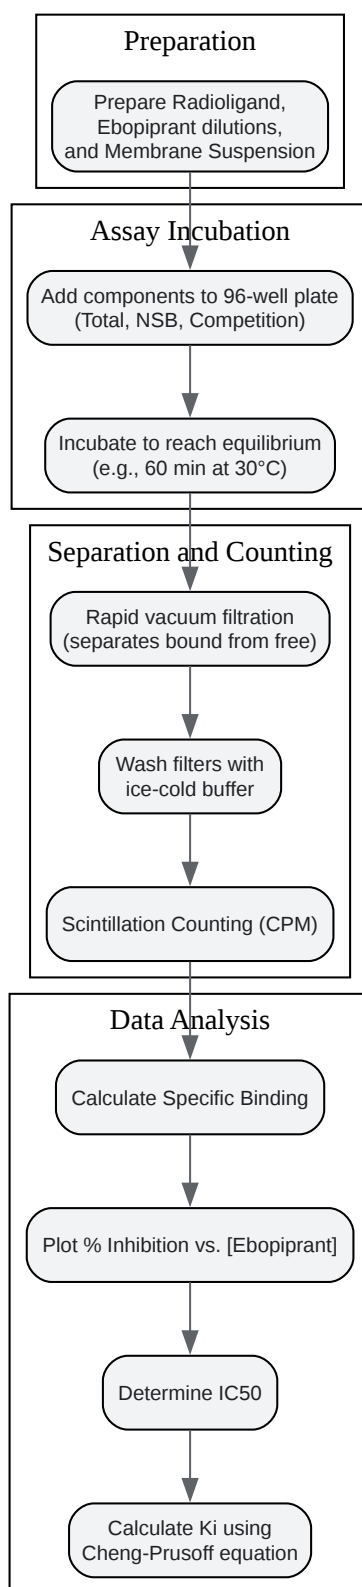 Preparation
Prepare Radioligand,
Ebopiprant dilutions,
and Membrane Suspension
Assay Incubation
Add components to 96-well plate
(Total, NSB, Competition)
Incubate to reach equilibrium
(e.g., 60 min at 30°C)
Separation and Counting
Rapid vacuum filtration
(separates bound from free)
Wash filters with
ice-cold buffer
Scintillation Counting (CPM)
Data Analysis
Calculate Specific Binding
Plot % Inhibition vs. [Ebopiprant]
Determine IC50
Calculate Ki using
Cheng-Prusoff equation